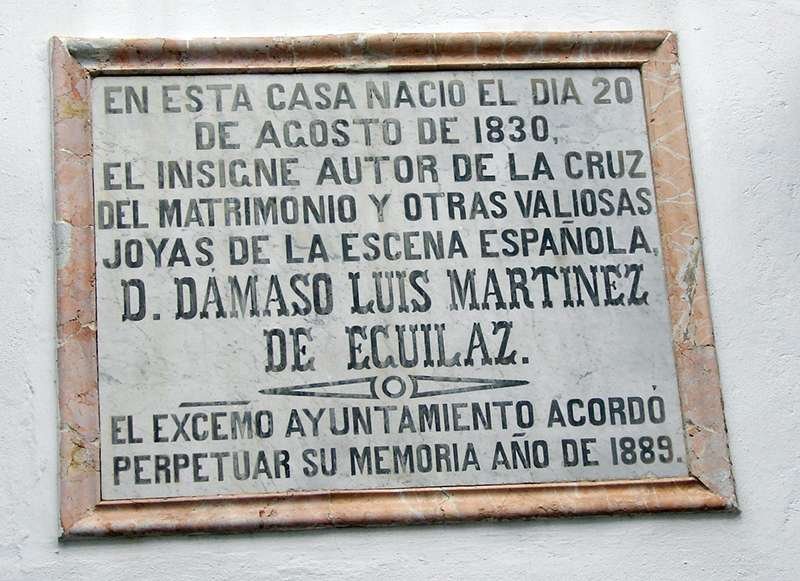 EN ESTA CASA NACIÓ EL DIA 20
DE AGOSTO DE 1830,
EL INSIGNE AUTOR DE LA CRUZ
DEL MATRIMONIO Y OTRAS VALIOSAS
JOYAS DE LA ESCENA ESPAÑOLA,
D. DÁMASO LUIS MARTINEZ
DE EGUILAZ.
EL EXCEMO AYUNTAMIENTO ACORDÓ
PERPETUAR SU MEMORIA AÑO DE 1889.